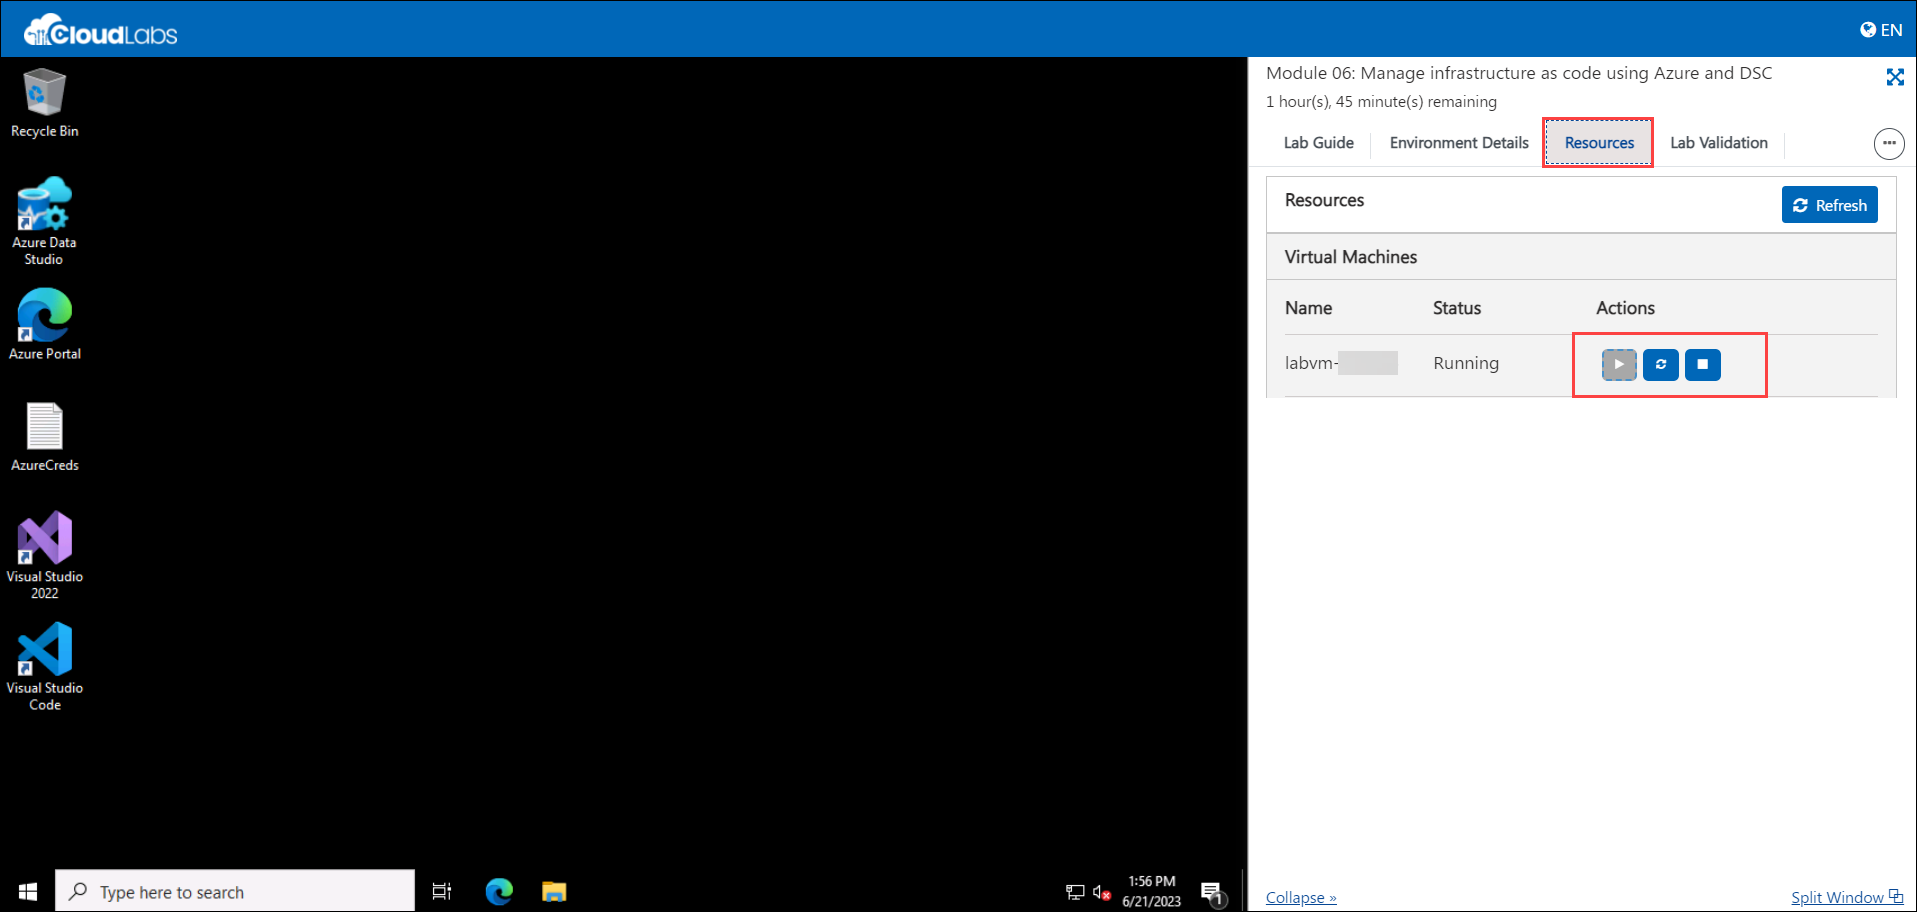 CloudLabs
EN
Recycle Bin
Azure Data
Studio
Azure Portal
AzureCreds
Visual Studio
2022
Visual Studio
Code
Type here to search
1:56 PM
6/21/2023
1
Module 06: Manage infrastructure as code using Azure and DSC
1 hour(s), 45 minute(s) remaining
Lab Guide
Environment Details
Resources
Lab Validation
Resources
Refresh
Virtual Machines
Name Status Actions
labvm- Running
Collapse »
Split Window